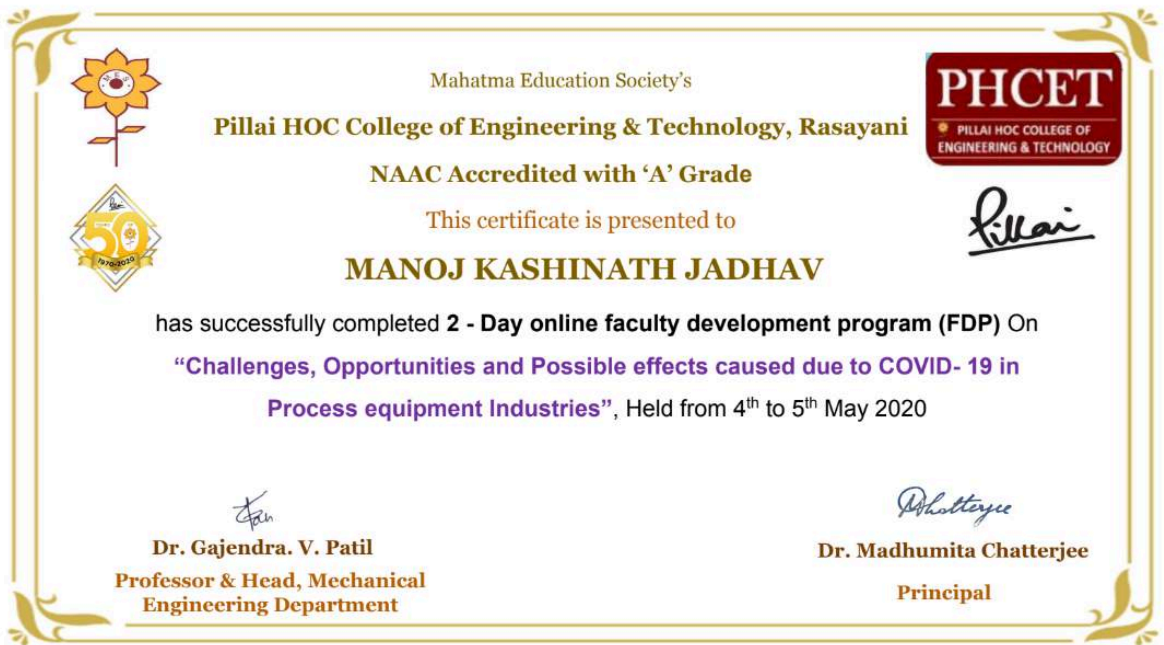 M E S
Mahatma Education Society's
PHCET
PILLAI HOC COLLEGE OF
ENGINEERING & TECHNOLOGY
Pillai HOC College of Engineering & Technology, Rasayani
NAAC Accredited with ‘A’ Grade
This certificate is presented to
Pillai
50
1970-2020
MANOJ KASHINATH JADHAV
has successfully completed 2 - Day online faculty development program (FDP) On
“Challenges, Opportunities and Possible effects caused due to COVID- 19 in
Process equipment Industries”, Held from 4th to 5th May 2020
Dr. Gajendra. V. Patil
Professor & Head, Mechanical
Engineering Department
Dr. Madhumita Chatterjee
Principal